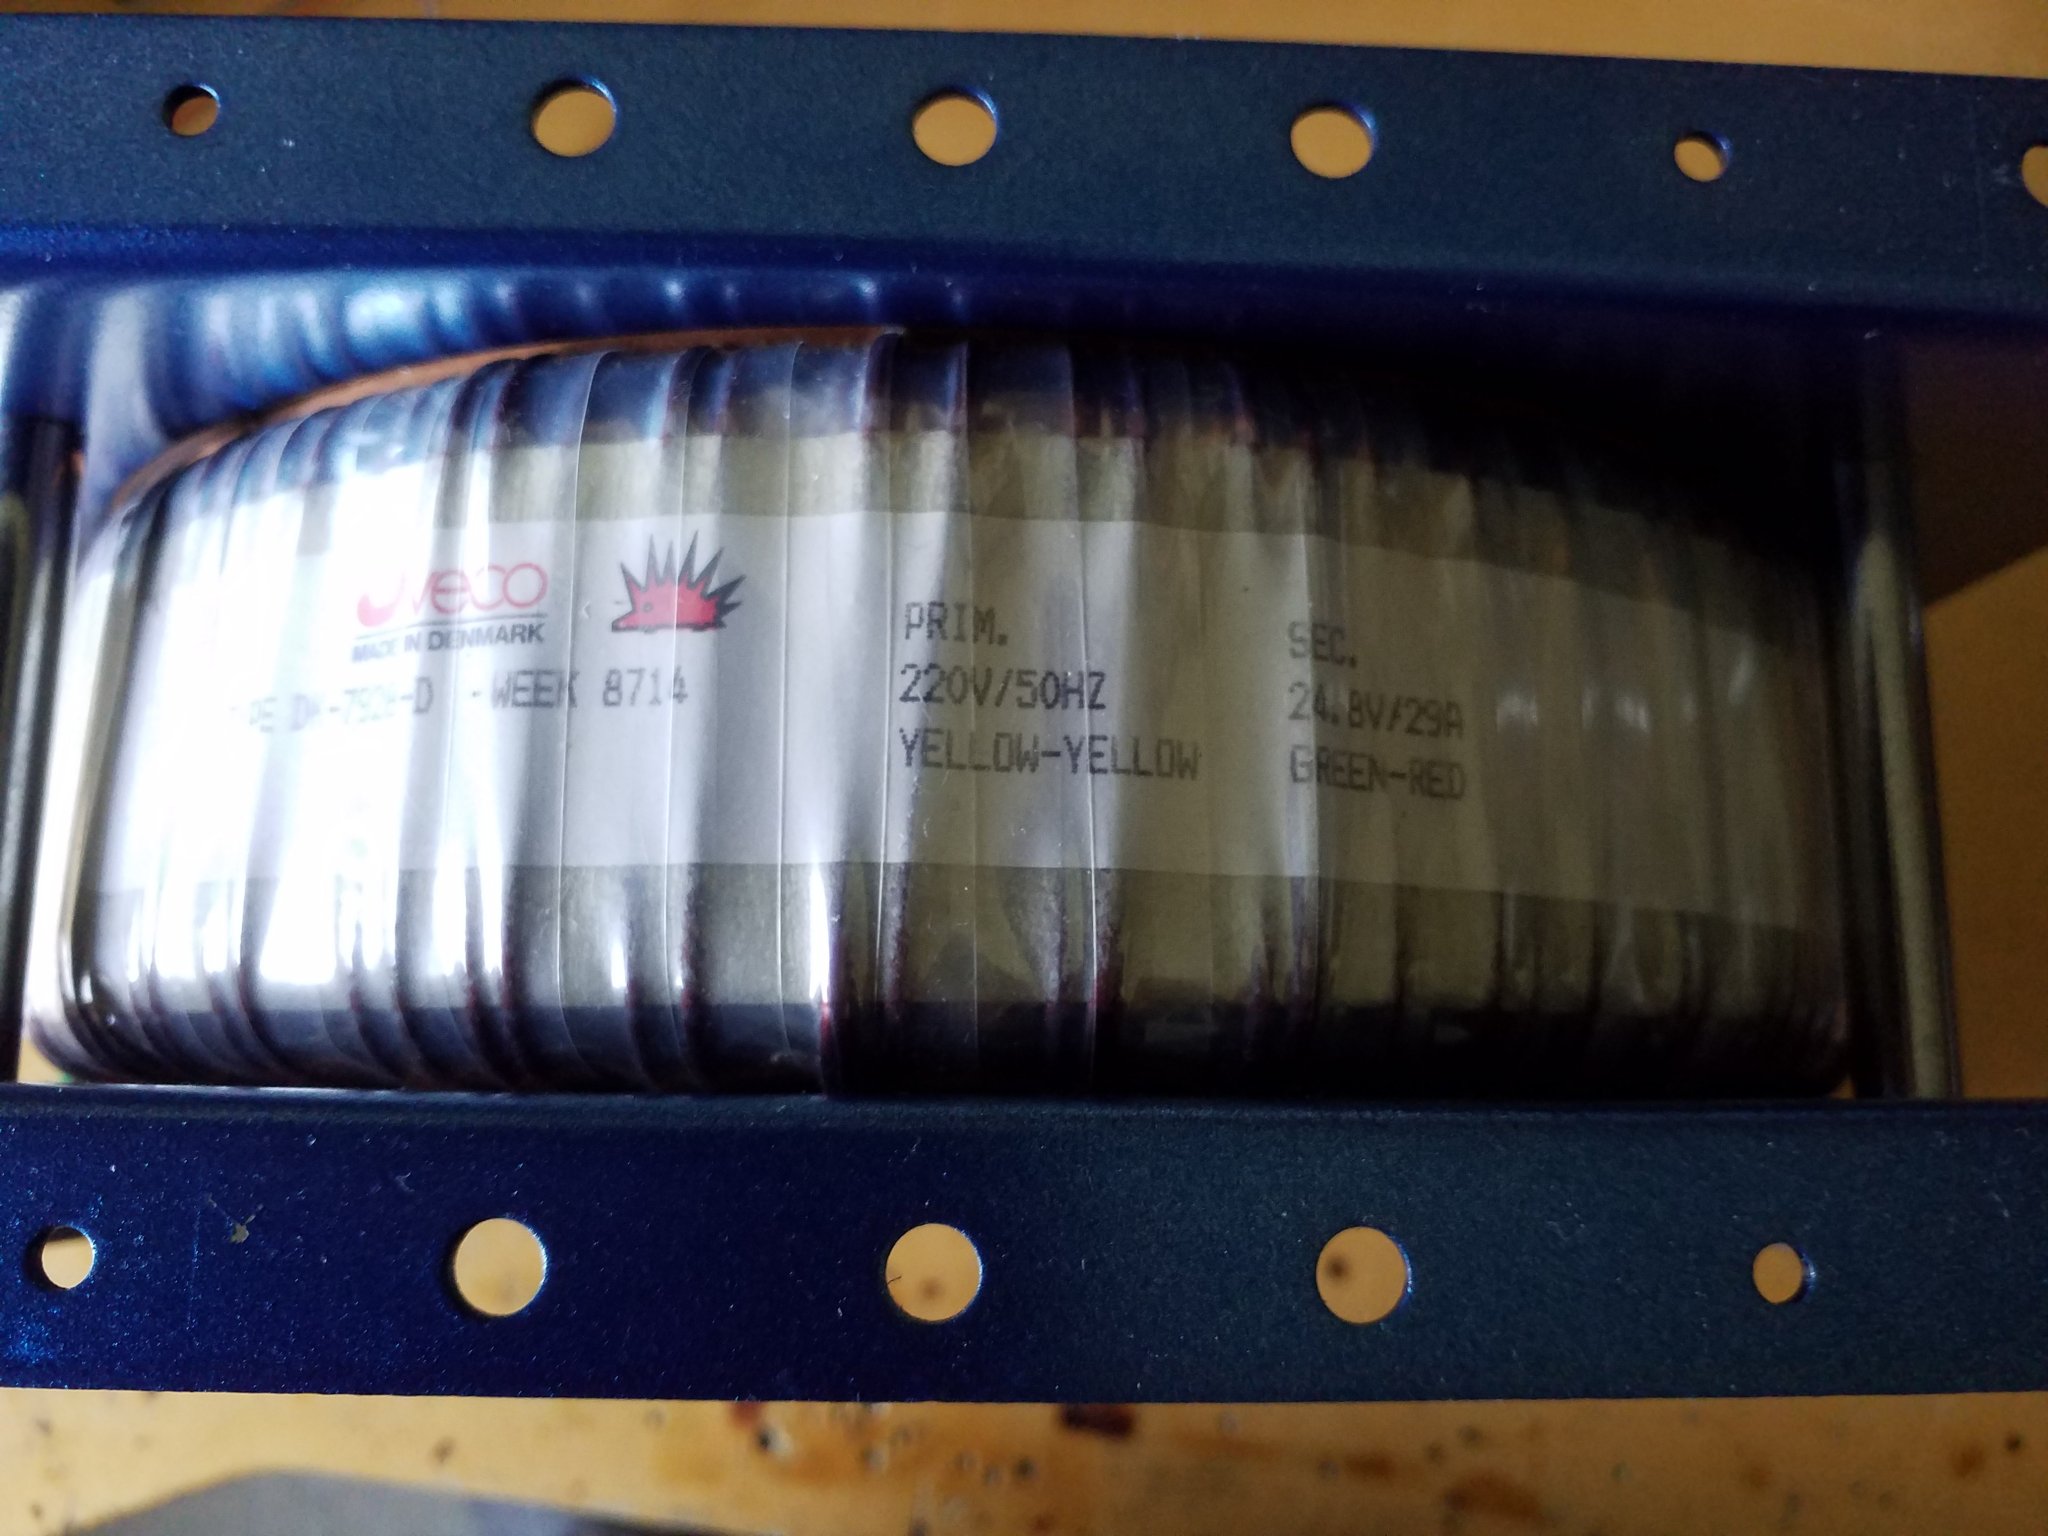 veco
MADE IN DENMARK
- WEEK 8714
PRIM.
220V/50HZ
YELLOW-YELLOW
SEC.
24.8V/29A
GREEN-RED